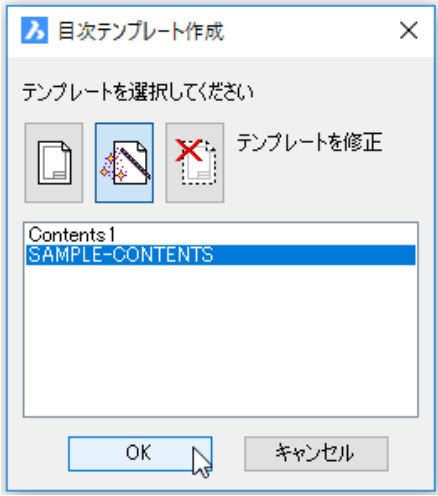 目次テンプレート作成
テンプレートを選択してください
テンプレートを修正
Contents1
SAMPLE-CONTENTS
OK
キャンセル